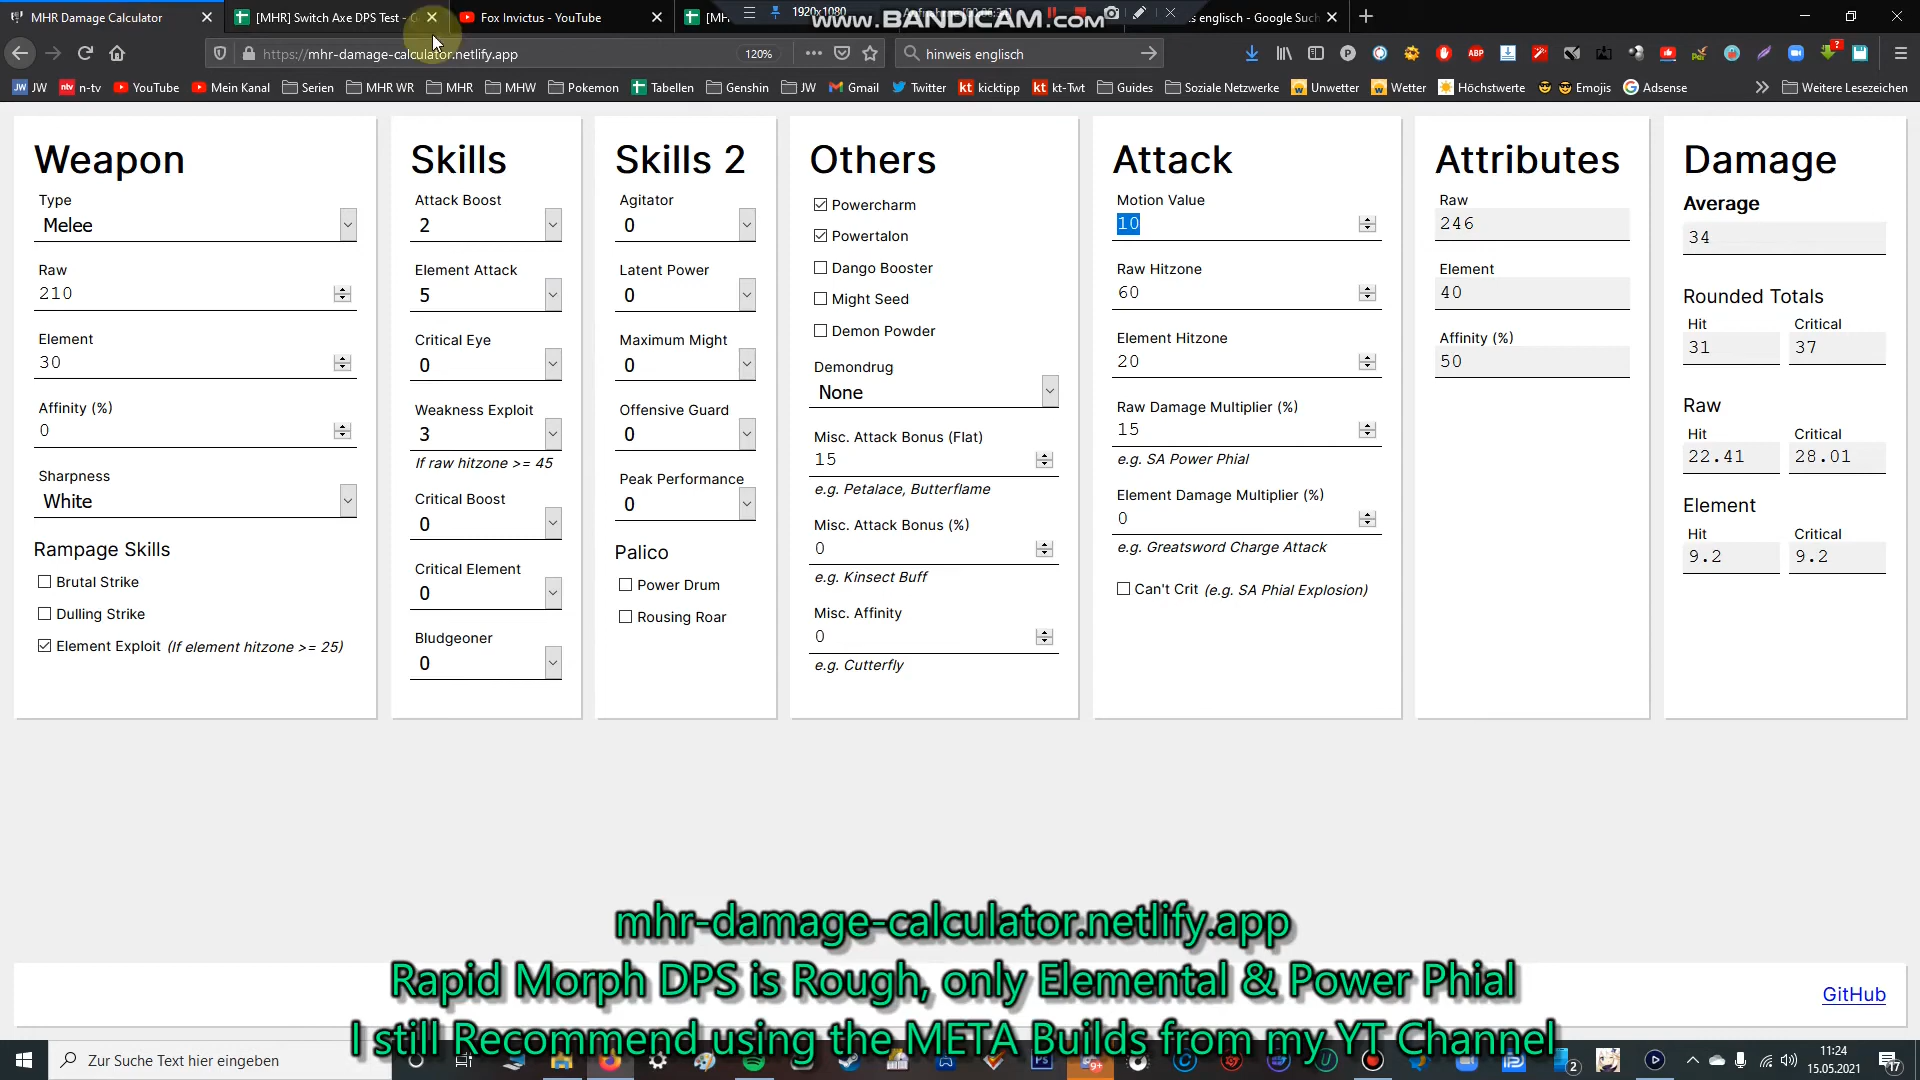 MHR Damage Calculator
[MHR] Switch Axe DPS Test - G
Fox Invictus - YouTube
1920x1080
www.BANDICAM.com
s englisch - Google Such
https://mhr-damage-calculator.netlify.app
120%
hinweis englisch
JW
n-tv
YouTube
Mein Kanal
Serien
MHR WR
MHR
MHW
Pokemon
Tabellen
Genshin
JW
Gmail
Twitter
kicktipp
kt-Twt
Guides
Soziale Netzwerke
Unwetter
Wetter
Höchstwerte
Emojis
Adsense
Weitere Lesezeichen
Weapon
Type
Melee
Raw
210
Element
30
Affinity (%)
0
Sharpness
White
Rampage Skills
Brutal Strike
Dulling Strike
Element Exploit (If element hitzone >= 25)
Skills
Attack Boost
2
Element Attack
5
Critical Eye
0
Weakness Exploit
3
If raw hitzone >= 45
Critical Boost
0
Critical Element
0
Bludgeoner
0
Skills 2
Agitator
0
Latent Power
0
Maximum Might
0
Offensive Guard
0
Peak Performance
0
Palico
Power Drum
Rousing Roar
Others
Powercharm
Powertalon
Dango Booster
Might Seed
Demon Powder
Demondrug
None
Misc. Attack Bonus (Flat)
15
e.g. Petalace, Butterflame
Misc. Attack Bonus (%)
0
e.g. Kinsect Buff
Misc. Affinity
0
e.g. Cutterfly
Attack
Motion Value
10
Raw Hitzone
60
Element Hitzone
20
Raw Damage Multiplier (%)
15
e.g. SA Power Phial
Element Damage Multiplier (%)
0
e.g. Greatsword Charge Attack
Can't Crit (e.g. SA Phial Explosion)
Attributes
Raw
246
Element
40
Affinity (%)
50
Damage
Average
34
Rounded Totals
Hit Critical
31 37
Raw
Hit Critical
22.41 28.01
Element
Hit Critical
9.2 9.2
mhr-damage-calculator.netlify.app
Rapid Morph DPS is Rough, only Elemental & Power Phial
GitHub
I still Recommend using the META Builds from my YT Channel
Zur Suche Text hier eingeben
11:24
15.05.2021